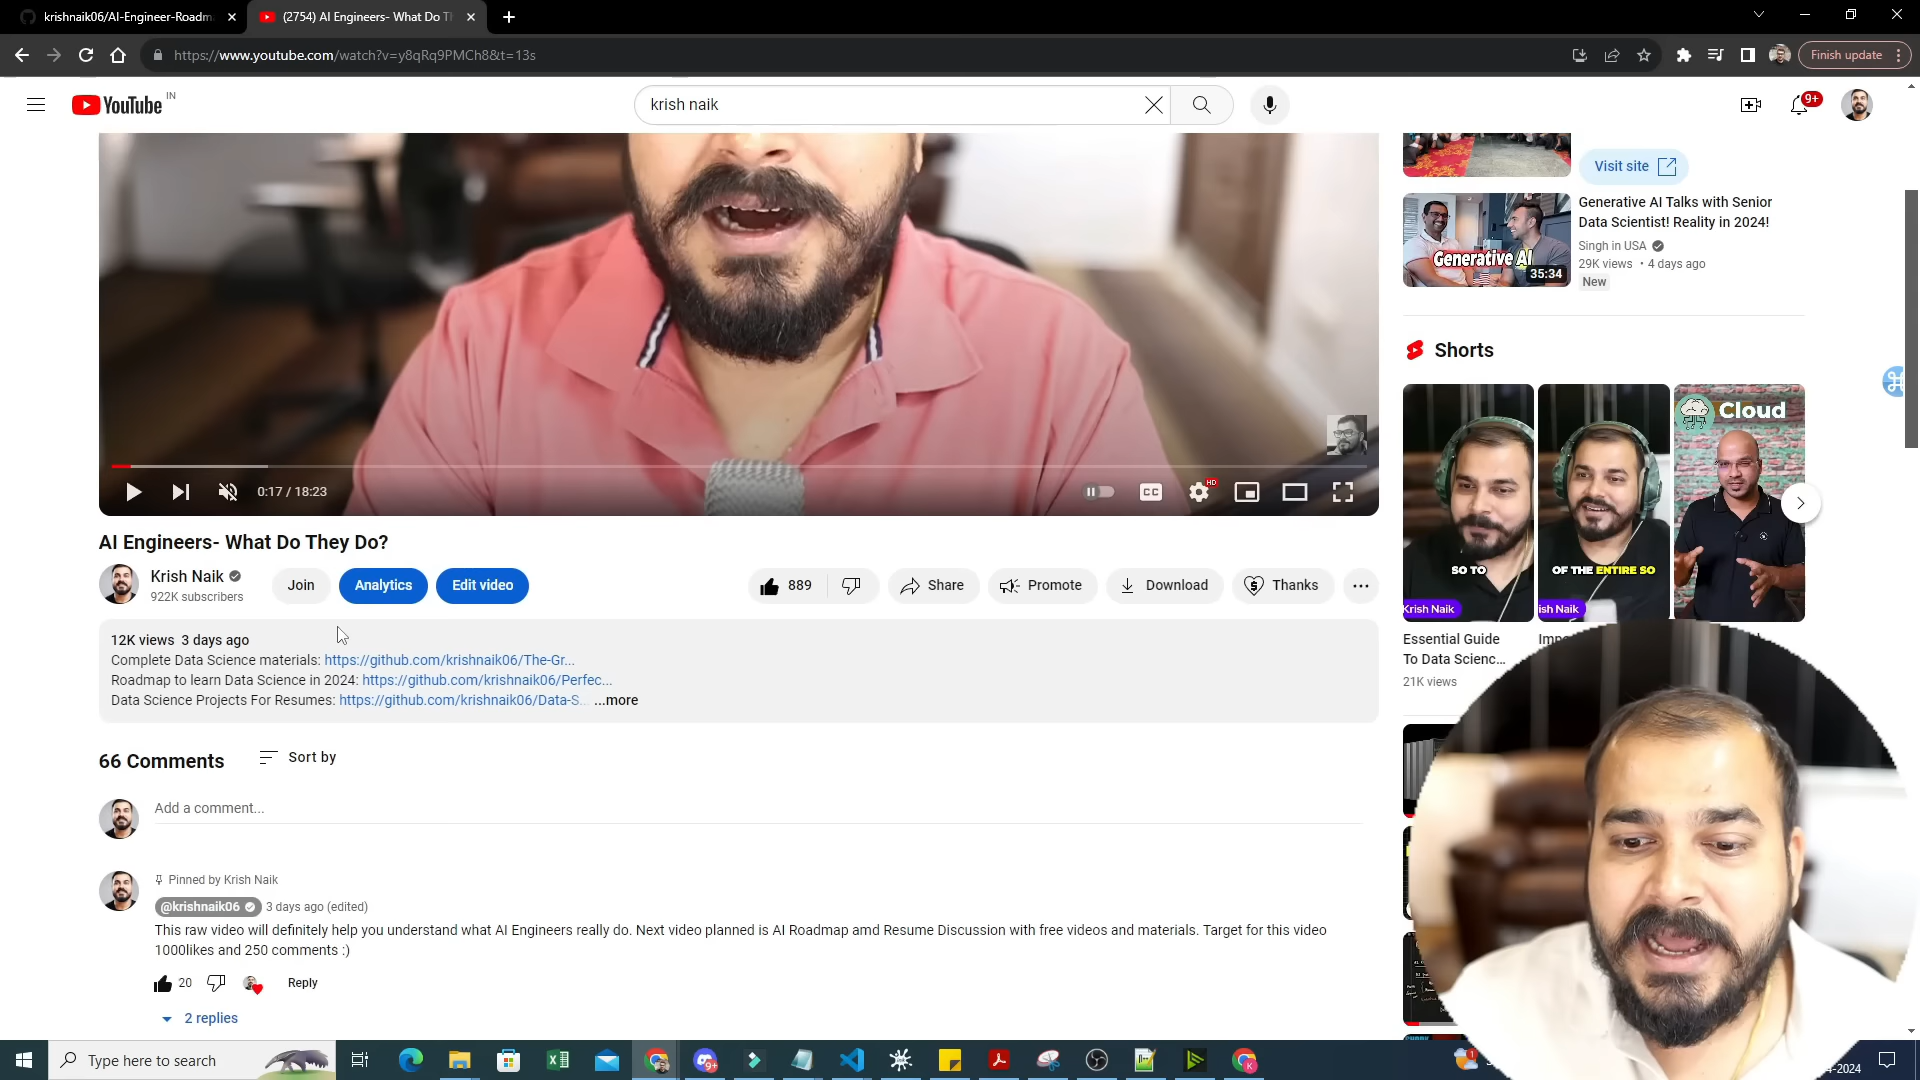 krishnaik06/AI-Engineer-Roadm
(2754) AI Engineers- What Do Th
https://www.youtube.com/watch?v=y8qRq9PMCh8&t=13s
Finish update
YouTube IN
krish naik
9+
Visit site
Generative AI Talks with Senior
Data Scientist! Reality in 2024!
Singh in USA
29K views • 4 days ago
New
Generative AI
35:34
Shorts
Cloud
SO TO
OF THE ENTIRE SO
Krish Naik
ish Naik
Essential Guide
To Data Scienc...
21K views
0:17 / 18:23
CC
HD
AI Engineers- What Do They Do?
Krish Naik
922K subscribers
Join
Analytics
Edit video
889
Share
Promote
Download
Thanks
12K views 3 days ago
Complete Data Science materials: https://github.com/krishnaik06/The-Gr...
Roadmap to learn Data Science in 2024: https://github.com/krishnaik06/Perfec...
Data Science Projects For Resumes: https://github.com/krishnaik06/Data-S... ...more
66 Comments
Sort by
Add a comment...
Pinned by Krish Naik
@krishnaik06 3 days ago (edited)
This raw video will definitely help you understand what AI Engineers really do. Next video planned is AI Roadmap amd Resume Discussion with free videos and materials. Target for this video
1000likes and 250 comments :)
20
Reply
2 replies
Type here to search
9+
1
-2024